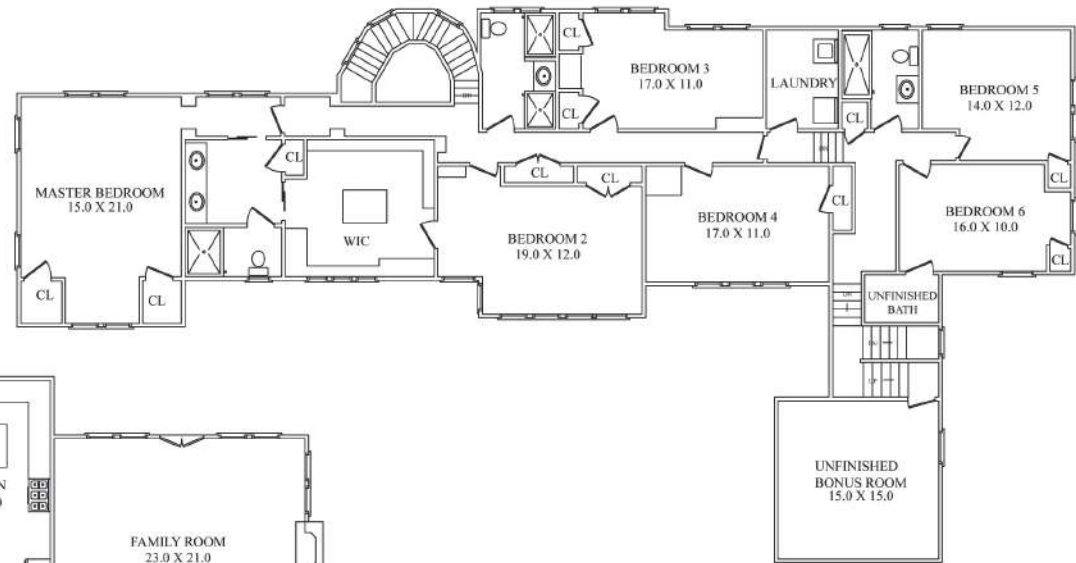 CL
BEDROOM 3
17.0 X 11.0
LAUNDRY
BEDROOM 5
14.0 X 12.0
CL
CL
CL
CL
CL
CL
CL
MASTER BEDROOM
15.0 X 21.0
WIC
BEDROOM 2
19.0 X 12.0
BEDROOM 4
17.0 X 11.0
CL
BEDROOM 6
16.0 X 10.0
CL
CL
CL
UNFINISHED
BATH
UNFINISHED
BONUS ROOM
15.0 X 15.0
N
FAMILY ROOM
23.0 X 21.0